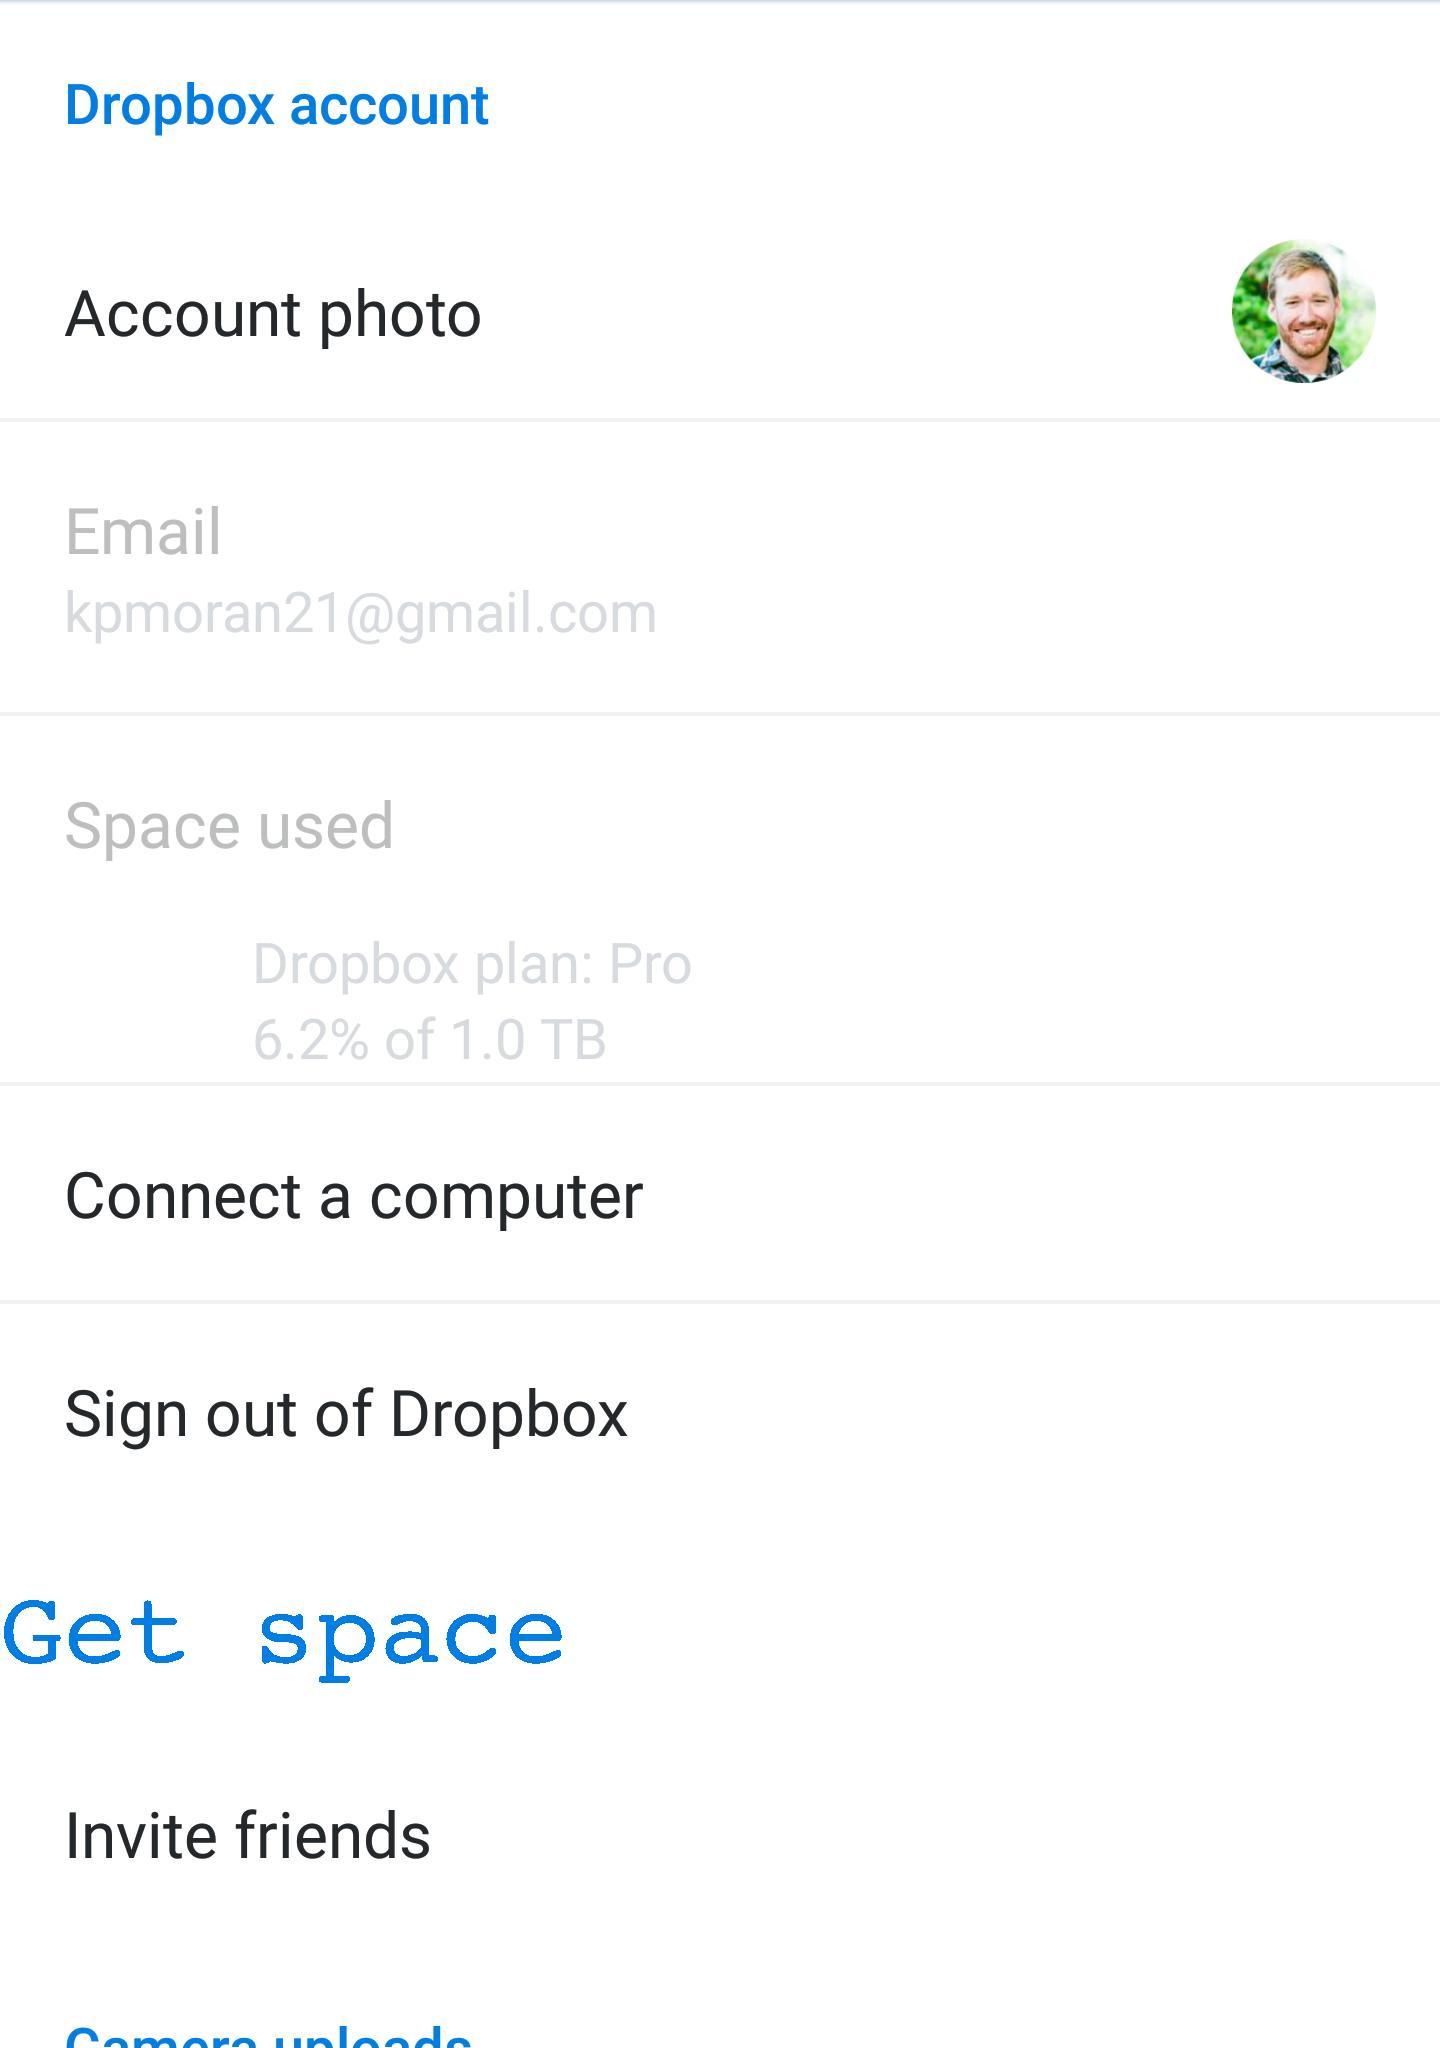 Dropbox account
Account photo
Email
kpmoran21@gmail.com
Space used
Dropbox plan: Pro
6.2% of 1.0 TB
Connect a computer
Sign out of Dropbox
Get space
Invite friends
Camera uploads